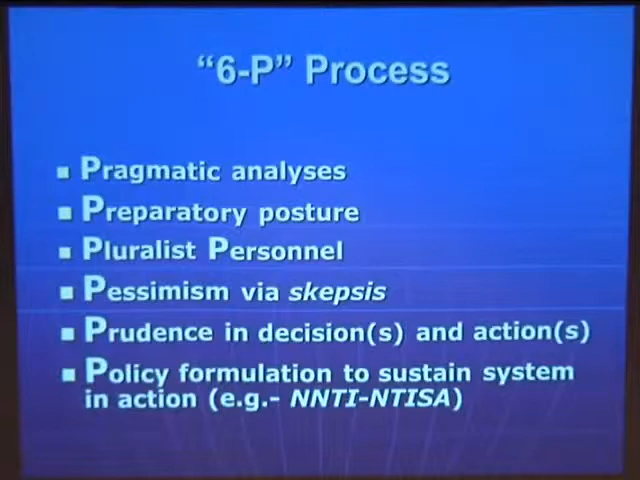 “6-P” Process
■ Pragmatic analyses
■ Preparatory posture
■ Pluralist Personnel
■ Pessimism via skepsis
■ Prudence in decision(s) and action(s)
■ Policy formulation to sustain system
in action (e.g.- NNTI-NTISA)